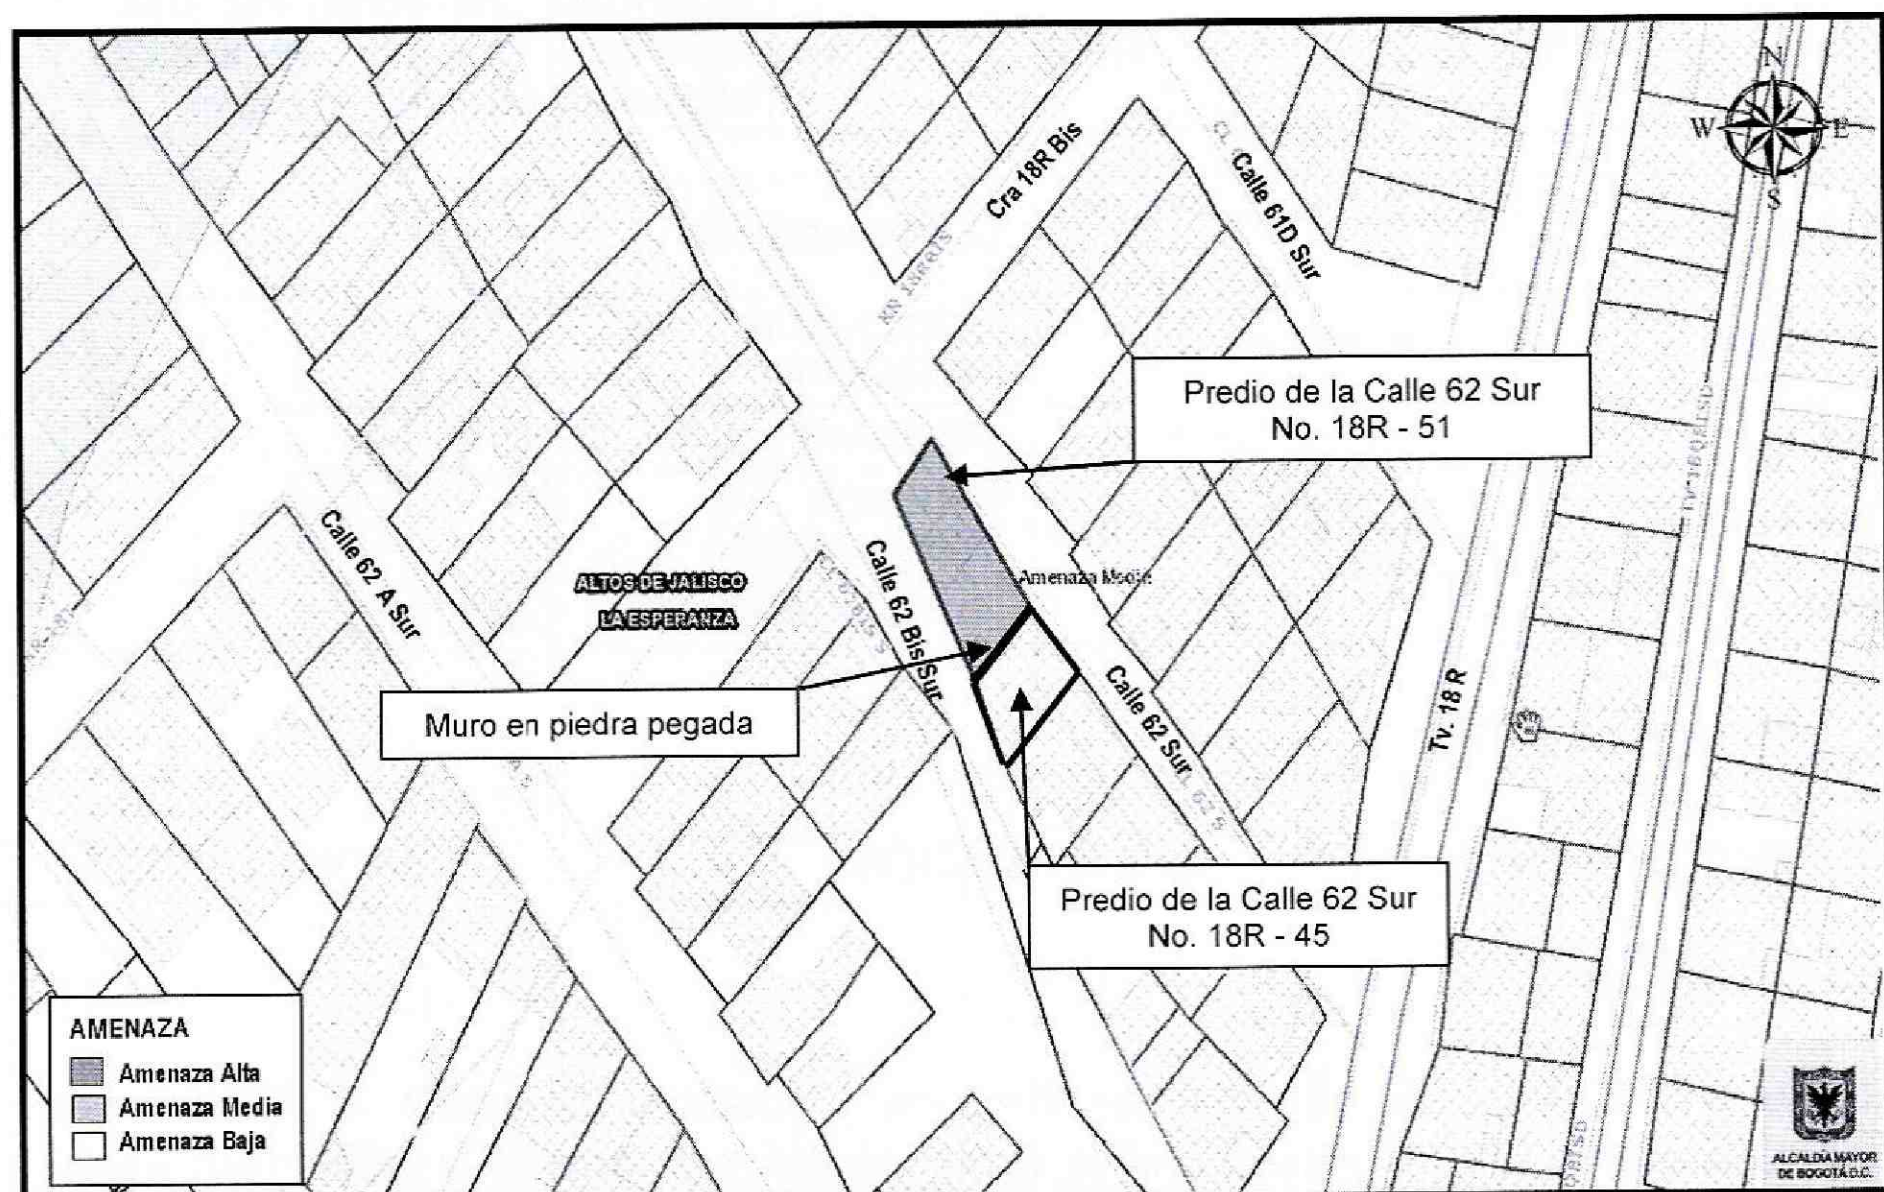 N
W
E
S
Cra 18R Bis
Calle 61D Sur
KN 18RBIS
Predio de la Calle 62 Sur
No. 18R - 51
Calle 62 A Sur
ALTOS DE JALISCO
LA ESPERANZA
Calle 62 Bis Sur
Amenaza Media
Muro en piedra pegada
Calle 62 Sur
62 S
Tv. 18 R
Predio de la Calle 62 Sur
No. 18R - 45
AMENAZA
Amenaza Alta
Amenaza Media
Amenaza Baja
ALCALDÍA MAYOR
DE BOGOTÁ D.C.